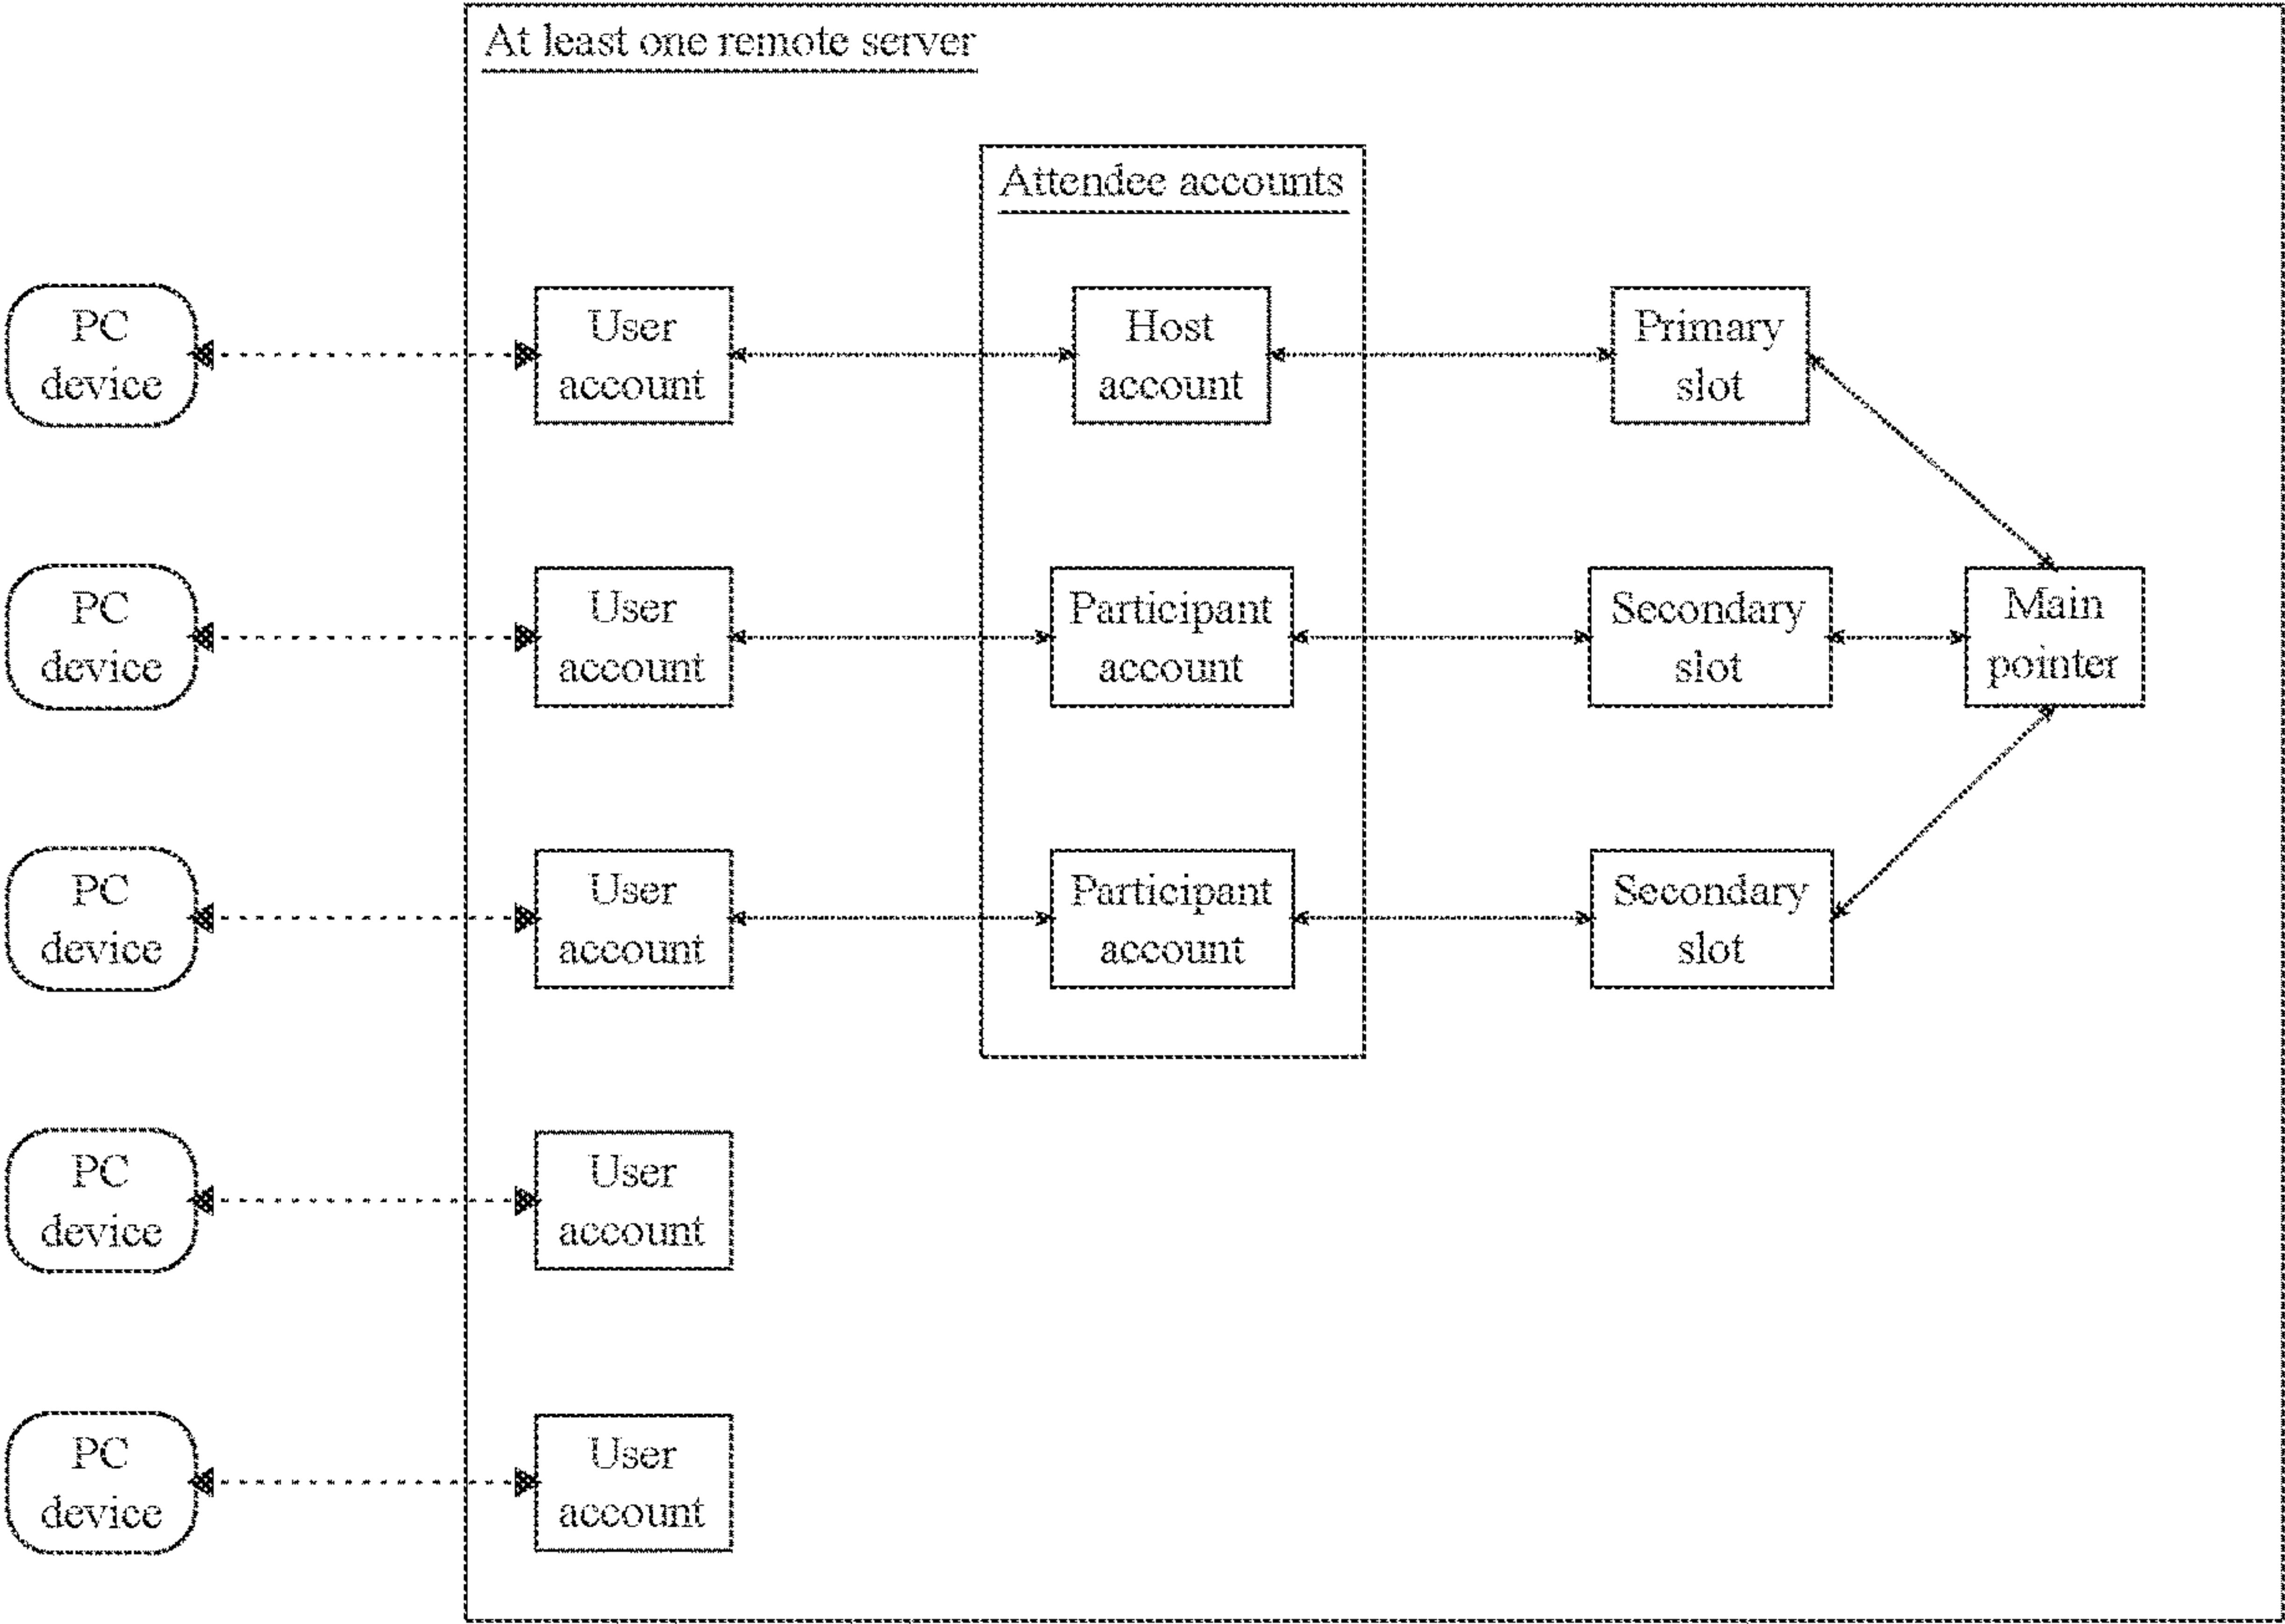 At least one remote server
Attendee accounts
PC
device
User
account
Host
account
Primary
slot
PC
device
User
account
Participant
account
Secondary
slot
Main
pointer
PC
device
User
account
Participant
account
Secondary
slot
PC
device
User
account
PC
device
User
account